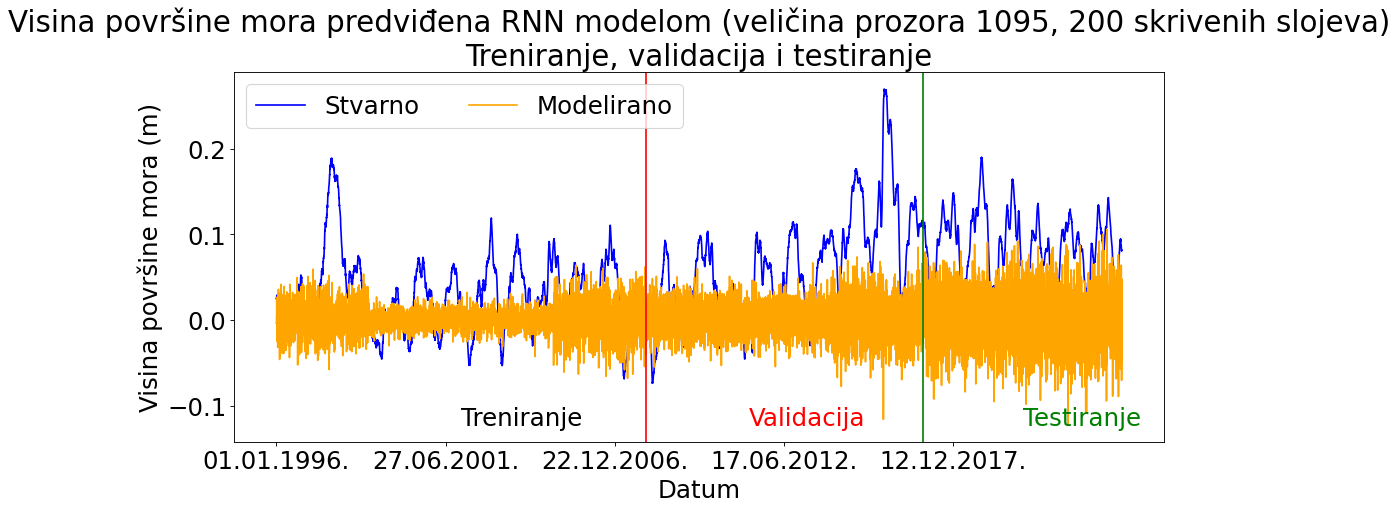 Visina površine mora predviđena RNN modelom (veličina prozora 1095, 200 skrivenih slojeva)
Treniranje, validacija i testiranje
Stvarno
Modelirano
Visina površine mora (m)
0.2
0.1
0.0
−0.1
Treniranje
Validacija
Testiranje
01.01.1996.
27.06.2001.
22.12.2006.
17.06.2012.
12.12.2017.
Datum